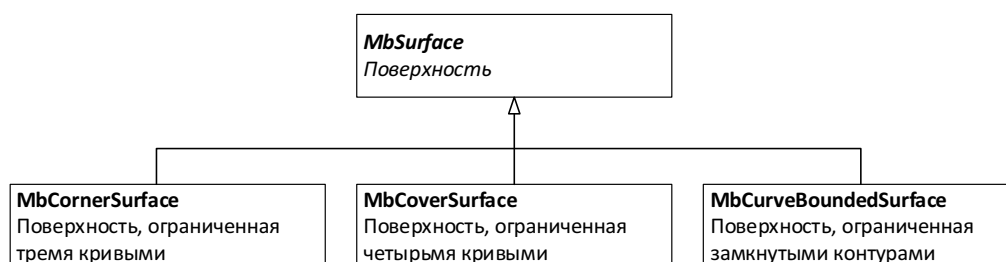 MbSurface
Поверхность
MbCornerSurface
Поверхность, ограниченная
тремя кривыми
MbCoverSurface
Поверхность, ограниченная
четырьмя кривыми
MbCurveBoundedSurface
Поверхность, ограниченная
замкнутыми контурами